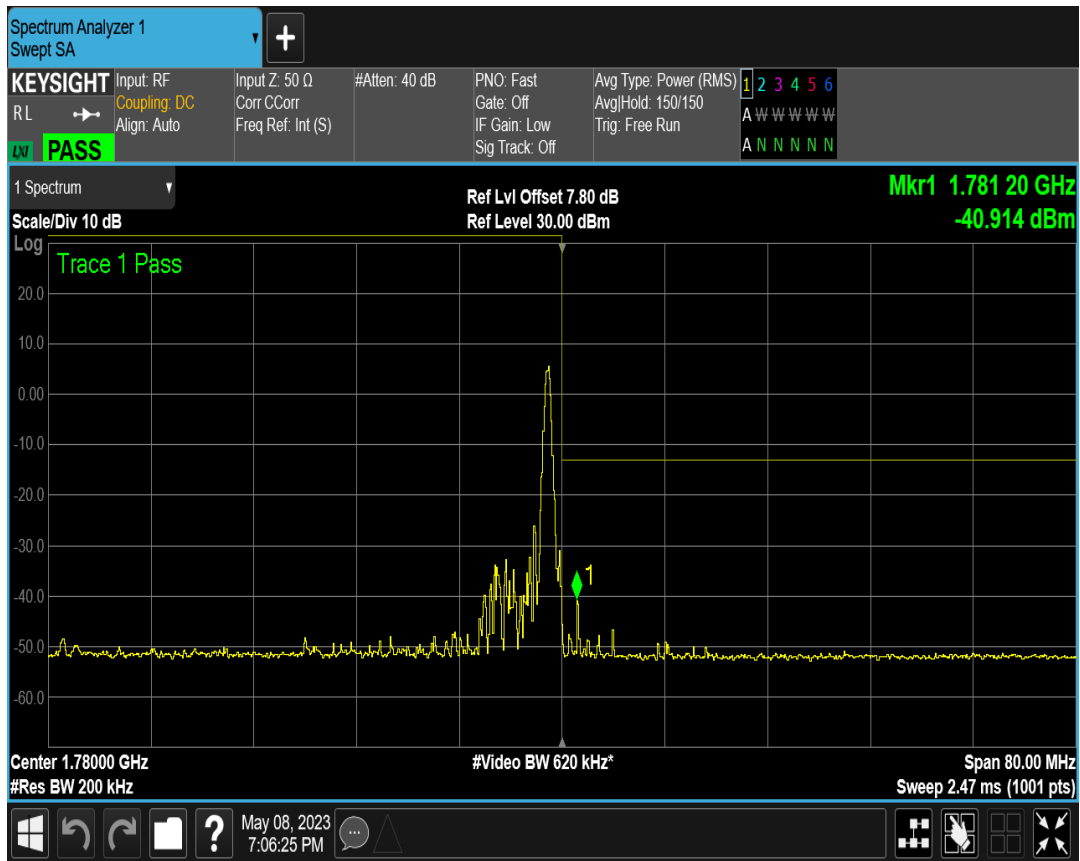 Spectrum Analyzer 1
Swept SA
+
KEYSIGHT
RL
LXI PASS
Input: RF
Coupling: DC
Align: Auto
Input Z: 50 Ω
Corr CCorr
Freq Ref: Int (S)
#Atten: 40 dB
PNO: Fast
Gate: Off
IF Gain: Low
Sig Track: Off
Avg Type: Power (RMS)
Avg|Hold: 150/150
Trig: Free Run
1 2 3 4 5 6
A W W W W W
A N N N N N
1 Spectrum
Scale/Div 10 dB
Ref Lvl Offset 7.80 dB
Ref Level 30.00 dBm
Mkr1 1.781 20 GHz
-40.914 dBm
Log
Trace 1 Pass
20.0
10.0
0.00
-10.0
-20.0
-30.0
1
-40.0
-50.0
-60.0
Center 1.78000 GHz
#Res BW 200 kHz
#Video BW 620 kHz*
Span 80.00 MHz
Sweep 2.47 ms (1001 pts)
?
May 08, 2023
7:06:25 PM